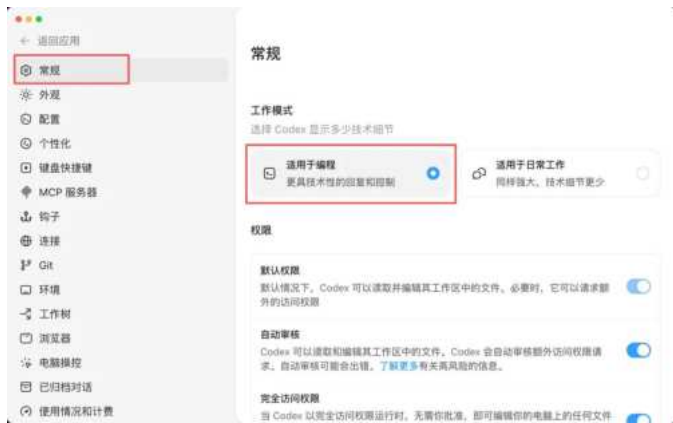 ← 返回应用
常规
外观
配置
个性化
键盘快捷键
MCP 服务器
钩子
连接
Git
环境
工作树
浏览器
电脑操控
已归档对话
使用情况和计费
常规
工作模式
选择 Codex 显示多少技术细节
适用于编程
更具技术性的回复和控制
适用于日常工作
同样强大，技术细节更少
权限
默认权限
默认情况下，Codex 可以读取并编辑其工作区中的文件。必要时，它可以请求额
外的访问权限
自动审核
Codex 可以读取和编辑其工作区中的文件。Codex 会自动审核额外访问权限请
求。自动审核可能会出错。了解更多有关高风险的信息。
完全访问权限
当 Codex 以完全访问权限运行时，无需你批准，即可编辑你的电脑上的任何文件